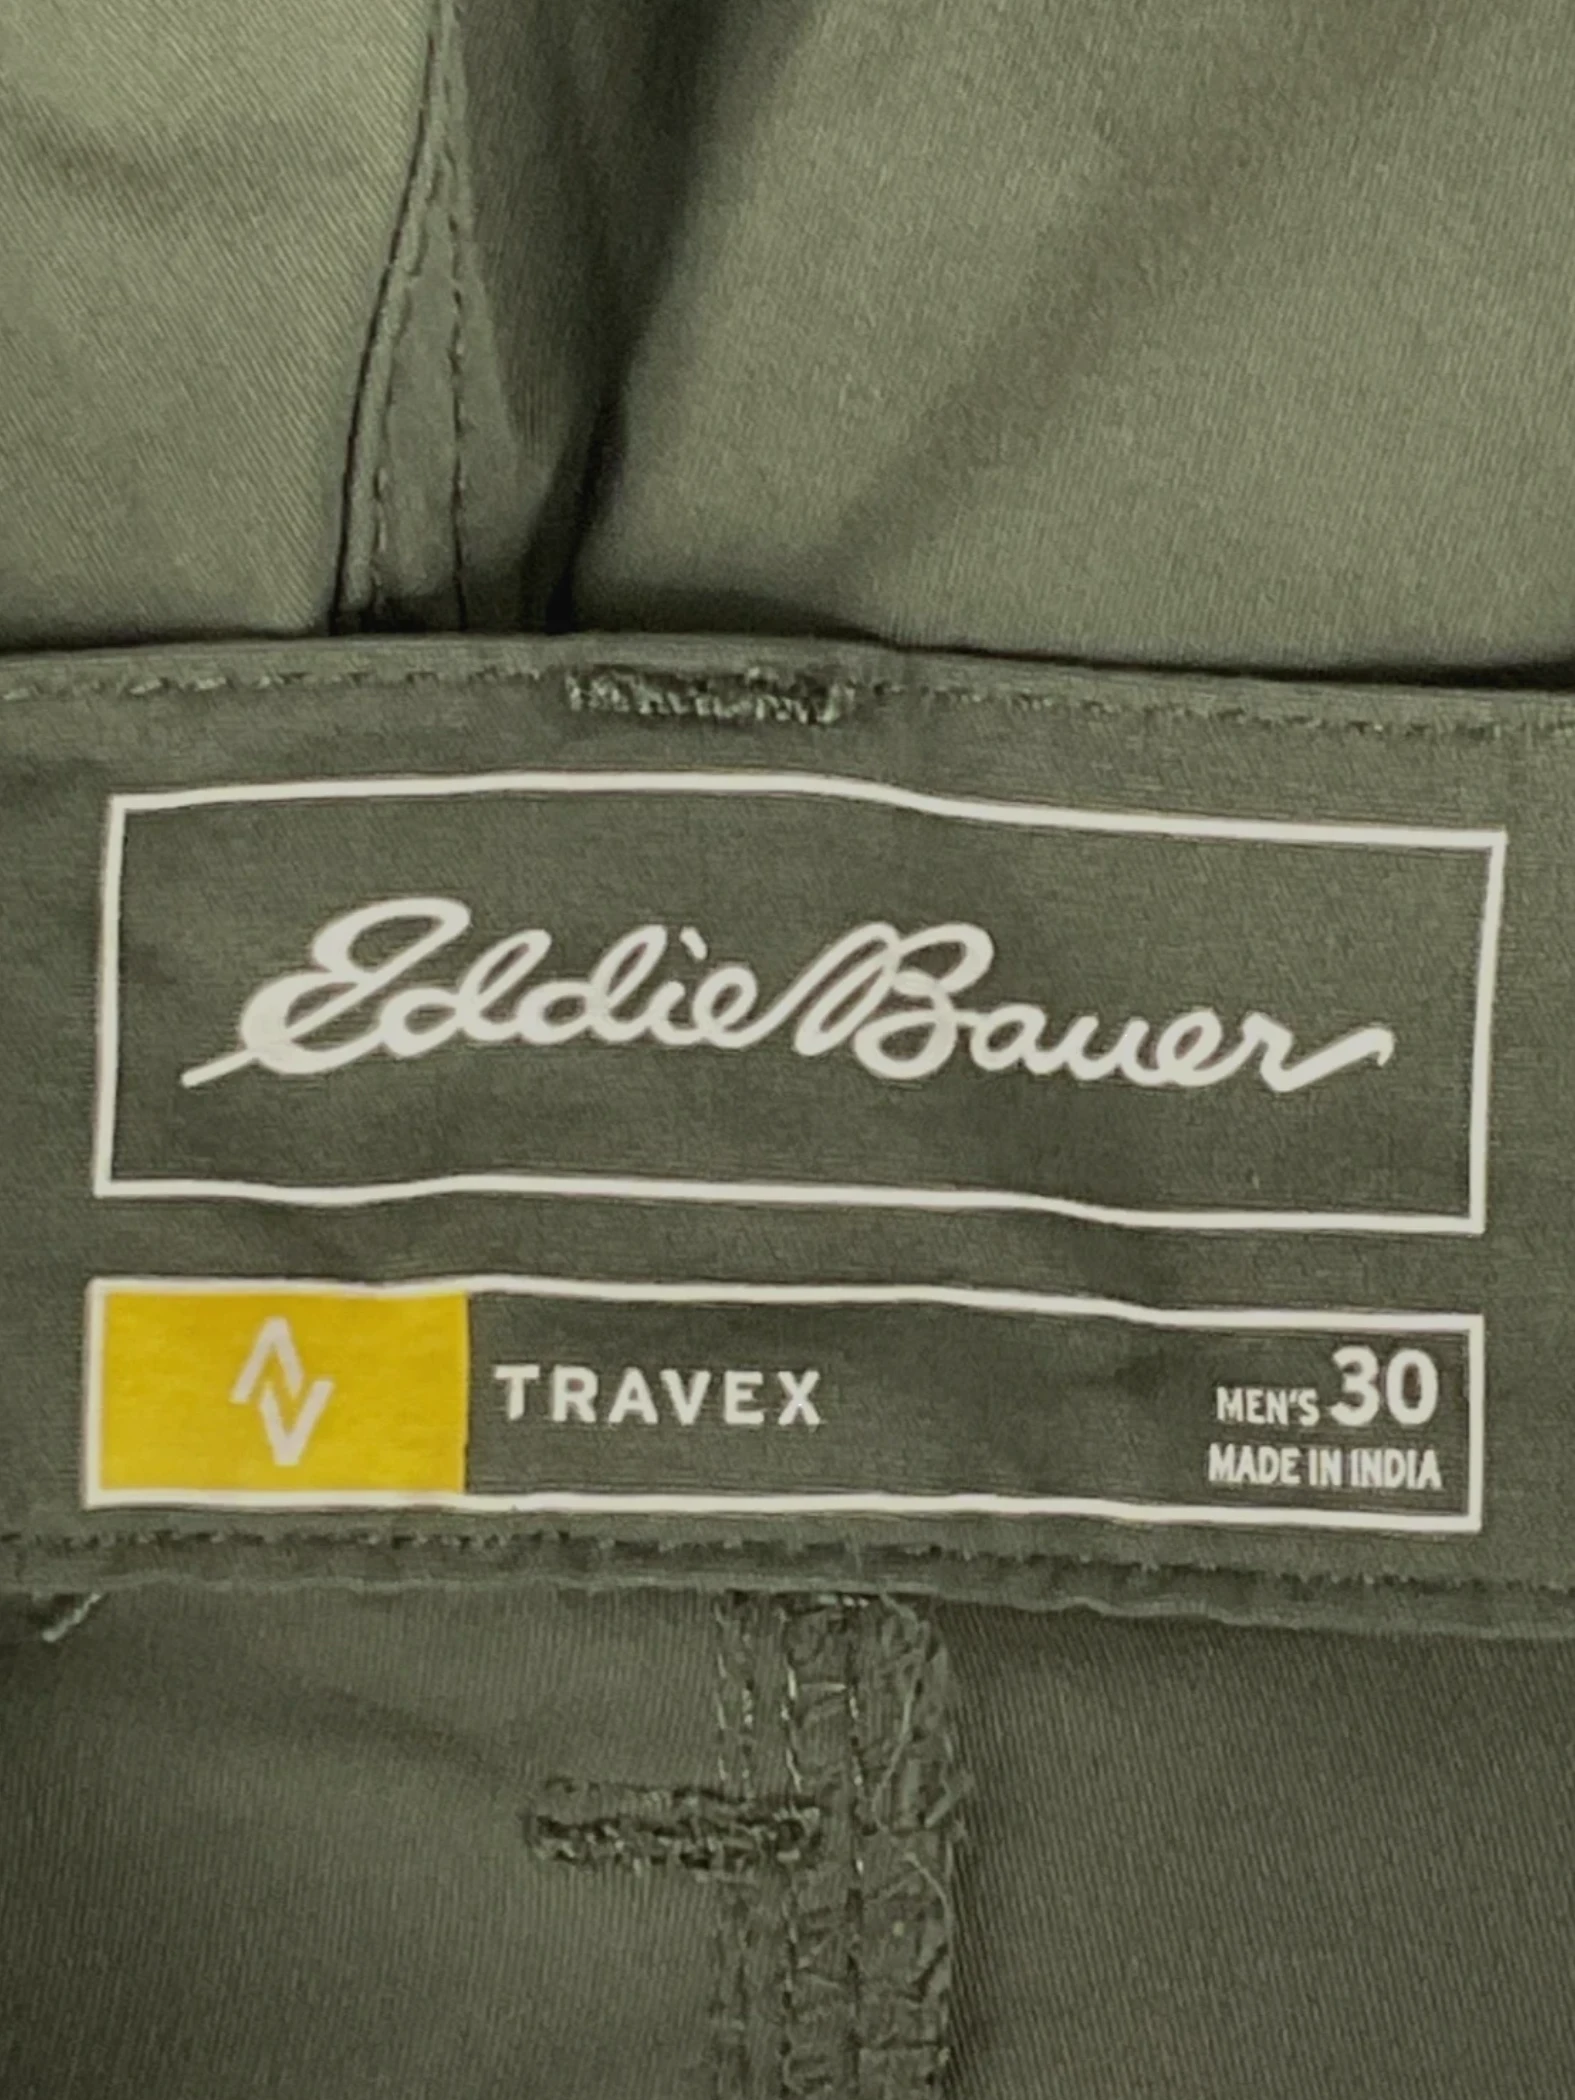 Eddie Bauer
TRAVEX
MEN'S 30
MADE IN INDIA